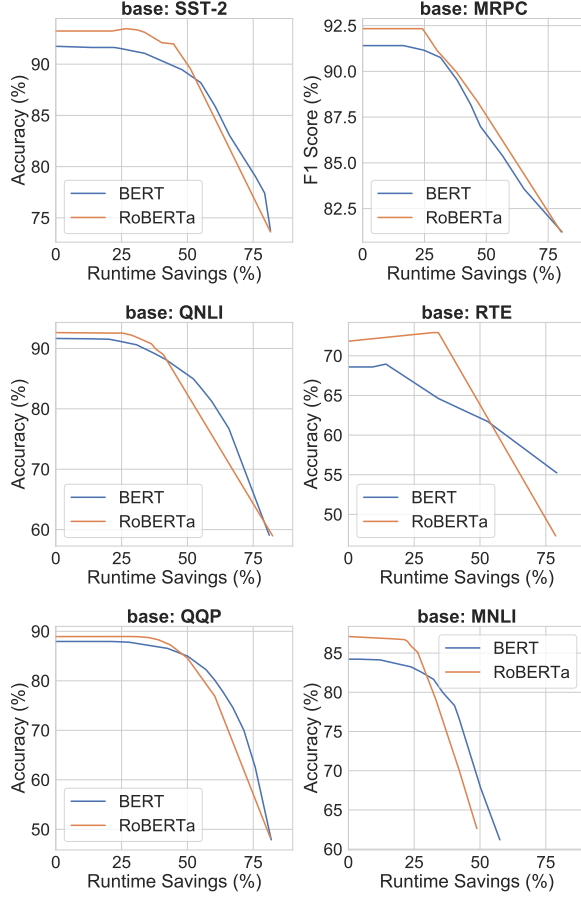 base: SST-2
Accuracy (%)
90
85
80
75
BERT
RoBERTa
0 25 50 75
Runtime Savings (%)
base: MRPC
F1 Score (%)
92.5
90.0
87.5
85.0
82.5
BERT
RoBERTa
0 25 50 75
Runtime Savings (%)
base: QNLI
Accuracy (%)
90
80
70
60
BERT
RoBERTa
0 25 50 75
Runtime Savings (%)
base: RTE
Accuracy (%)
70
65
60
55
50
BERT
RoBERTa
0 25 50 75
Runtime Savings (%)
base: QQP
Accuracy (%)
90
80
70
60
50
BERT
RoBERTa
0 25 50 75
Runtime Savings (%)
base: MNLI
Accuracy (%)
85
80
75
70
65
60
BERT
RoBERTa
0 25 50 75
Runtime Savings (%)